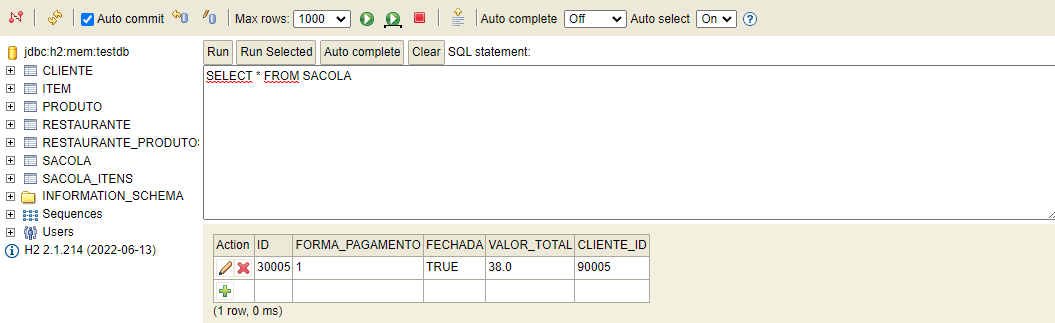 Auto commit Max rows: 1000 Auto complete Off Auto select On ?
jdbc:h2:mem:testdb
CLIENTE
ITEM
PRODUTO
RESTAURANTE
RESTAURANTE_PRODUTOS
SACOLA
SACOLA_ITENS
INFORMATION_SCHEMA
Sequences
Users
H2 2.1.214 (2022-06-13)
Run Run Selected Auto complete Clear SQL statement:
SELECT * FROM SACOLA
Action ID FORMA_PAGAMENTO FECHADA VALOR_TOTAL CLIENTE_ID
30005 1 TRUE 38.0 90005
(1 row, 0 ms)